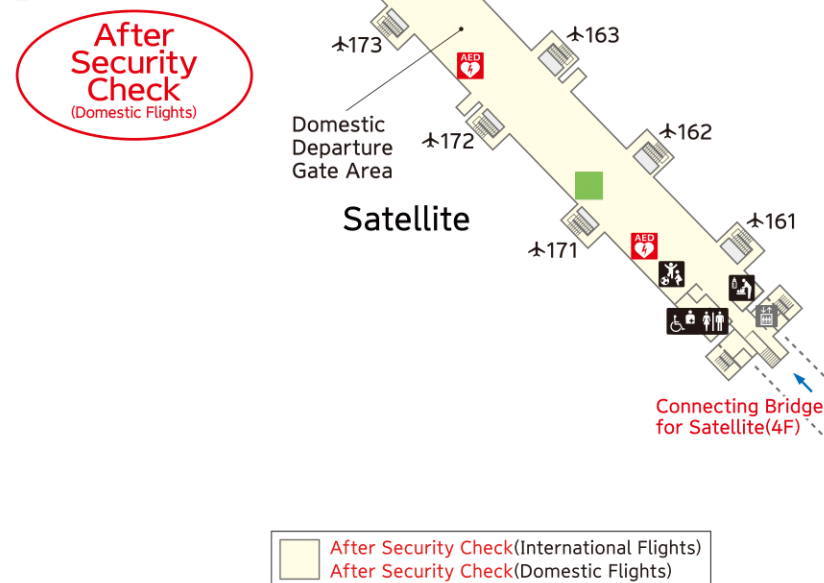 After
Security
Check
(Domestic Flights)
173
163
AED
Domestic
Departure
Gate Area
172
162
Satellite
161
171
AED
Connecting Bridge
for Satellite(4F)
After Security Check(International Flights)
After Security Check(Domestic Flights)